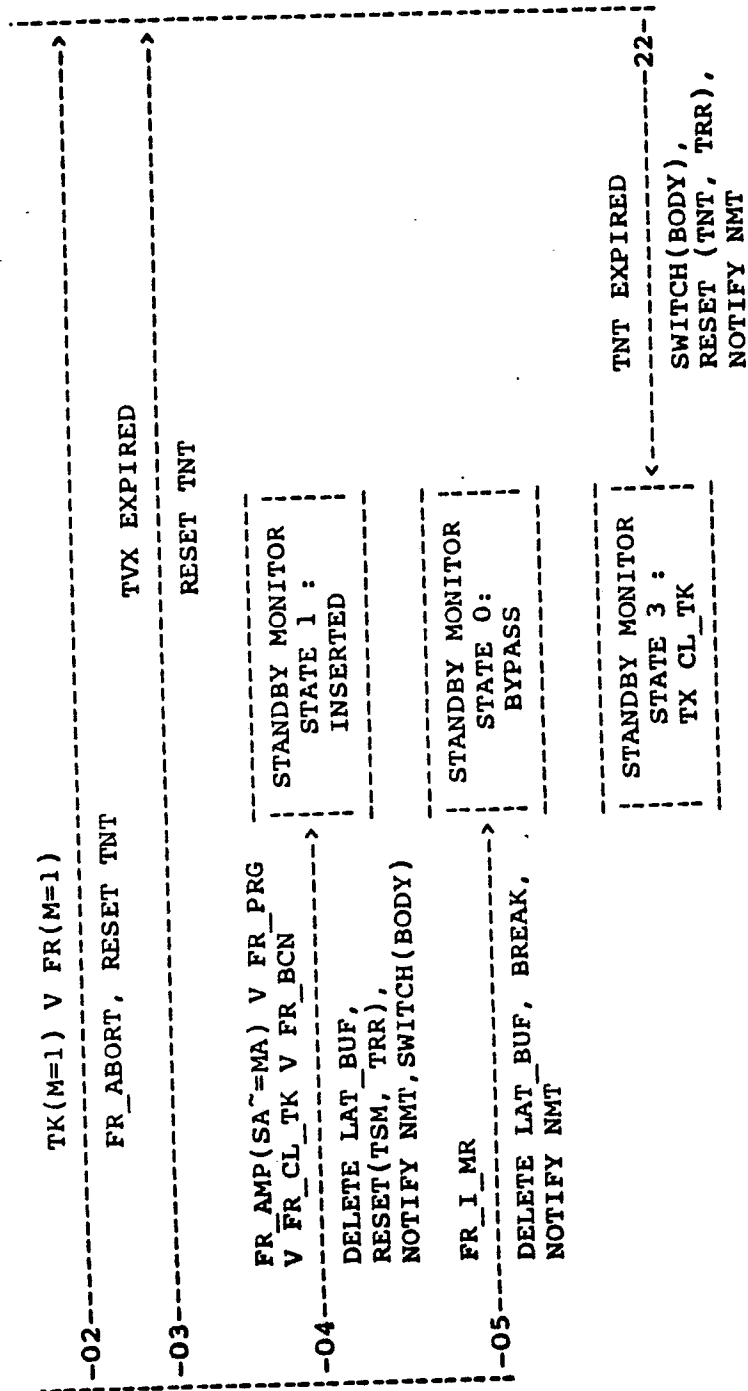 TK(M=1) V FR(M=1)
-02-
FR_ABORT, RESET TNT
TVX EXPIRED
-03-
RESET TNT
FR_AMP(SA~=MA) V FR_PRG
V FR_CL_TK V FR_BCN
-04-
DELETE LAT_BUF,
RESET(TSM, TRR),
NOTIFY NMT,SWITCH(BODY)
STANDBY MONITOR
STATE 1 :
INSERTED
FR_I_MR
-05-
DELETE LAT_BUF, BREAK,
NOTIFY NMT
STANDBY MONITOR
STATE 0:
BYPASS
STANDBY MONITOR
STATE 3 :
TX CL_TK
TNT EXPIRED
-22-
SWITCH(BODY),
RESET (TNT, TRR),
NOTIFY NMT